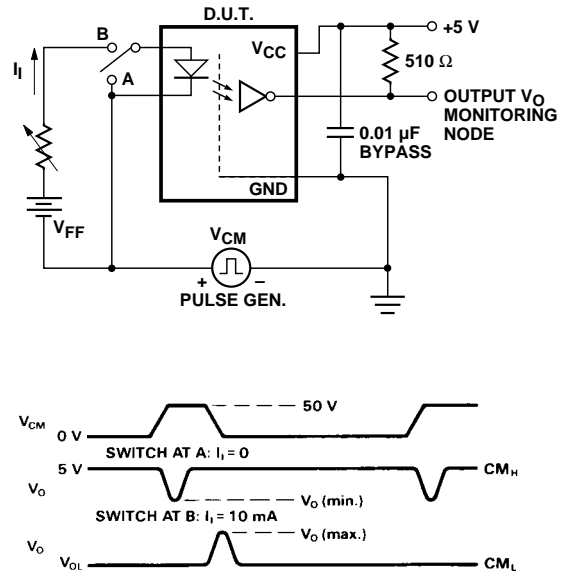 D.U.T.
B
V_CC
+5 V
I_I
A
510 Ω
OUTPUT V_O
MONITORING
NODE
0.01 µF
BYPASS
GND
V_FF
V_CM
+ −
PULSE GEN.
50 V
V_CM
0 V
SWITCH AT A: I_I = 0
5 V
CM_H
V_O
V_O (min.)
SWITCH AT B: I_I = 10 mA
V_O (max.)
V_O
V_OL
CM_L